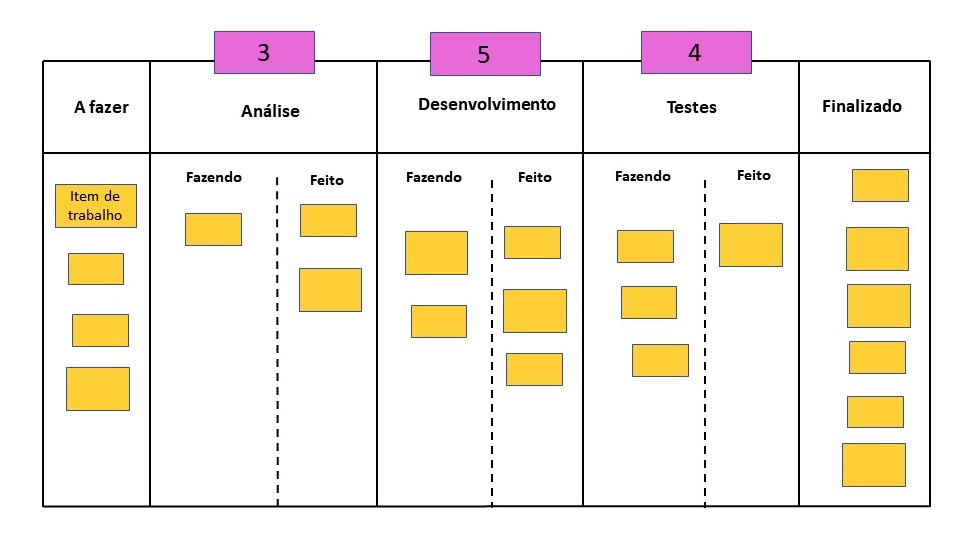 3
5
4
A fazer
Análise
Desenvolvimento
Testes
Finalizado
Fazendo
Feito
Fazendo
Feito
Fazendo
Feito
Item de
trabalho